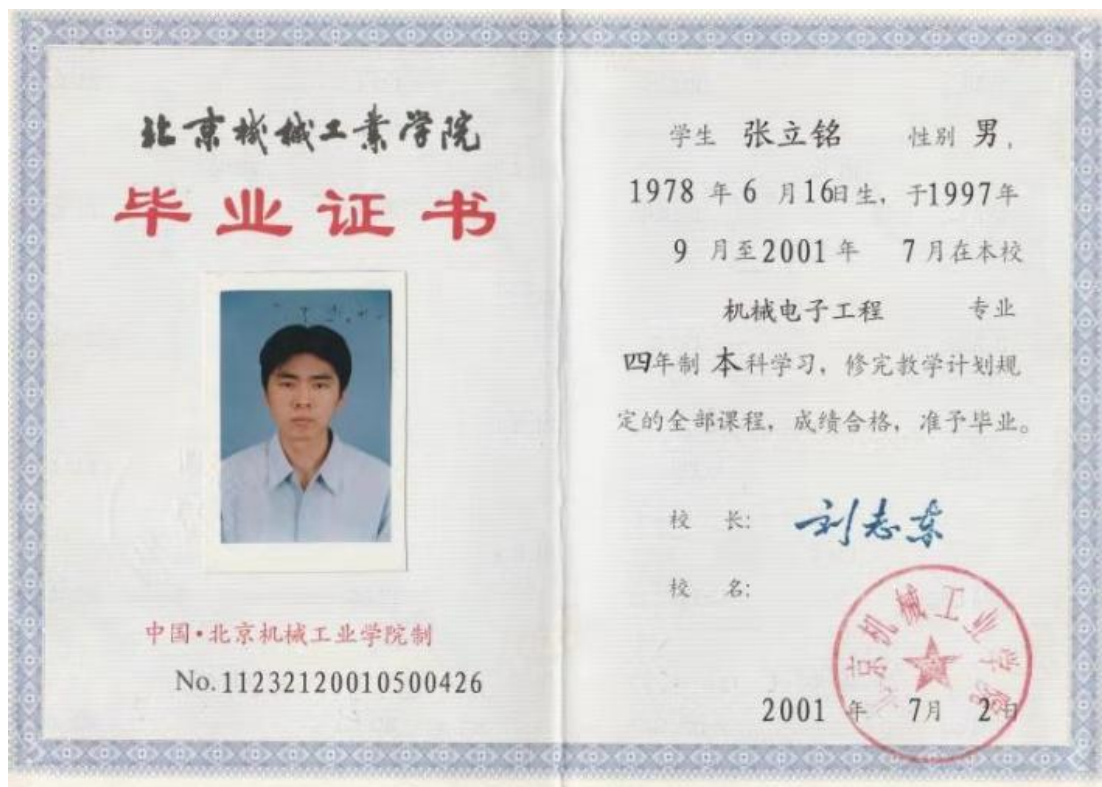 北京機械工業学院
毕业证书
中国·北京机械工业学院制
No.11232120010500426
学生 张立铭 性别 男,
1978 年 6 月 16日生, 于1997年
9 月至2001年 7月在本校
机械电子工程 专业
四年制 本科学习, 修完教学计划规
定的全部课程, 成绩合格, 准予毕业。
校 长: 刘志东
校 名:
北京机械工业学院
2001 年 7月 2日